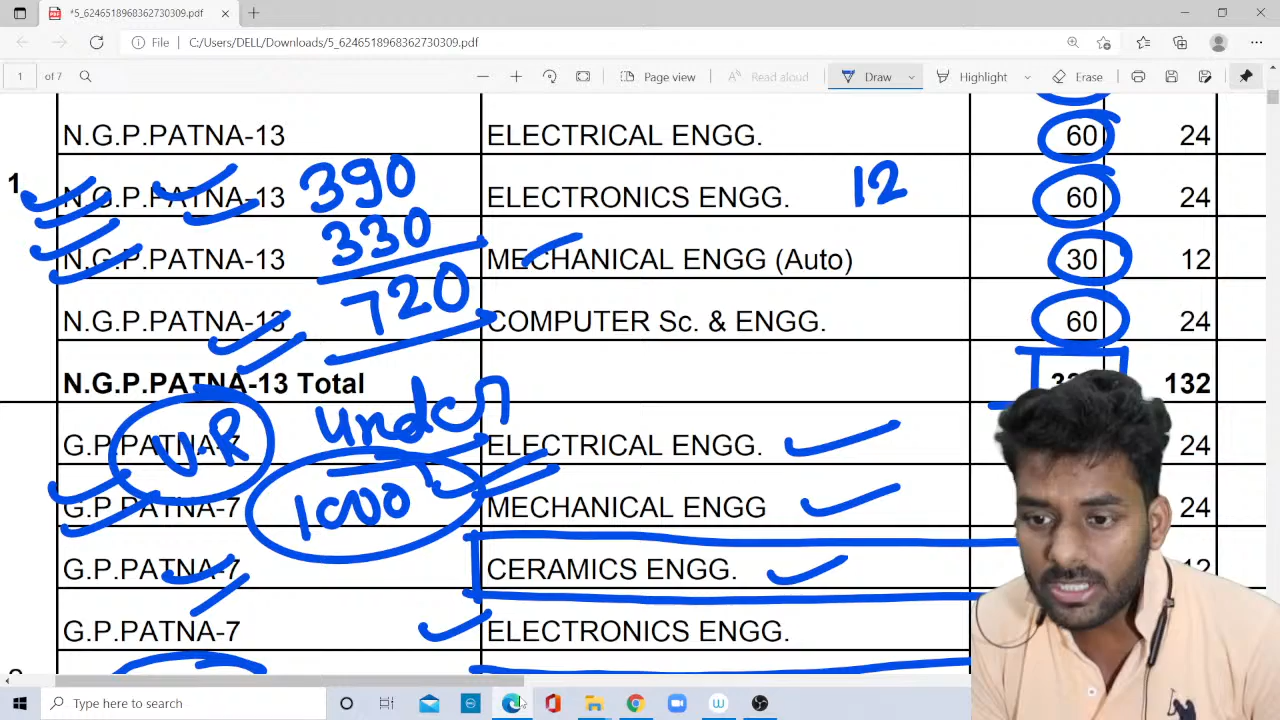 *5_6246518968362730309.pdf
File C:/Users/DELL/Downloads/5_6246518968362730309.pdf
1 of 7 Page view Read aloud Draw Highlight Erase
N.G.P.PATNA-13 ELECTRICAL ENGG. 60 24
1 N.G.P.PATNA-13 390 ELECTRONICS ENGG. 12 60 24
330
N.G.P.PATNA-13 MECHANICAL ENGG (Auto) 30 12
720
N.G.P.PATNA-13 COMPUTER Sc. & ENGG. 60 24
N.G.P.PATNA-13 Total 132
under
G.P.PATNA-7 U.R ELECTRICAL ENGG. 24
G.P.PATNA-7 1000 MECHANICAL ENGG 24
G.P.PATNA-7 CERAMICS ENGG. 12
G.P.PATNA-7 ELECTRONICS ENGG.
Type here to search